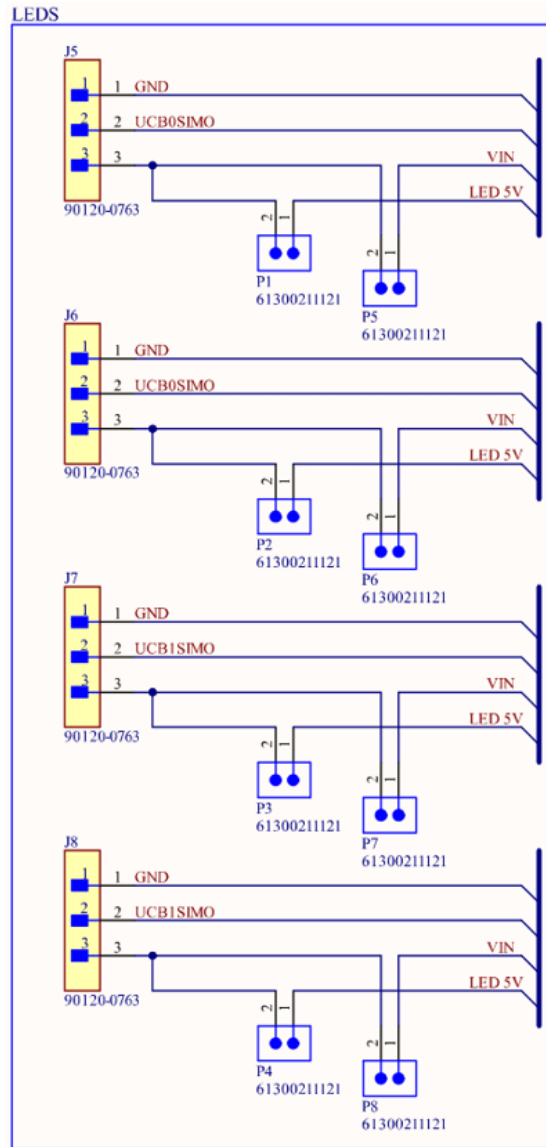 LEDS
J5
1 1 GND
2 2 UCB0SIMO
3 3
VIN
LED 5V
90120-0763
2 1
P1
61300211121
2 1
P5
61300211121
J6
1 1 GND
2 2 UCB0SIMO
3 3
VIN
LED 5V
90120-0763
2 1
P2
61300211121
2 1
P6
61300211121
J7
1 1 GND
2 2 UCB1SIMO
3 3
VIN
LED 5V
90120-0763
2 1
P3
61300211121
2 1
P7
61300211121
J8
1 1 GND
2 2 UCB1SIMO
3 3
VIN
LED 5V
90120-0763
2 1
P4
61300211121
2 1
P8
61300211121